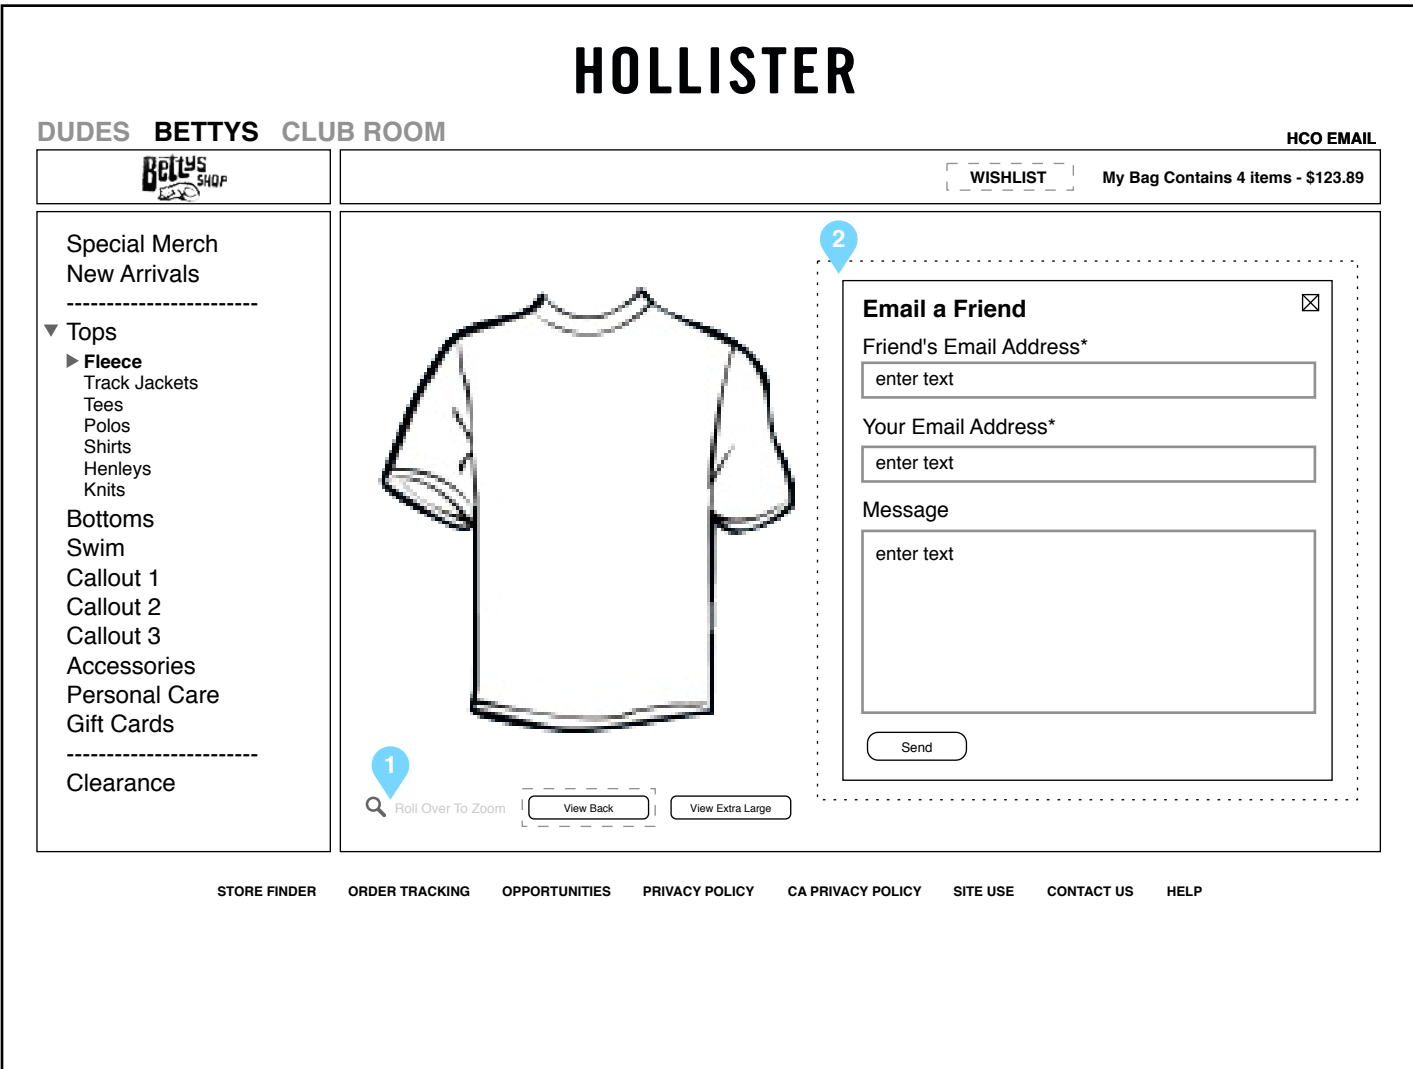 HOLLISTER
DUDES BETTYS CLUB ROOM
HCO EMAIL
Bettys
SHOP
WISHLIST
My Bag Contains 4 items - $123.89
Special Merch
New Arrivals
------------------------
Tops
Fleece
Track Jackets
Tees
Polos
Shirts
Henleys
Knits
Bottoms
Swim
Callout 1
Callout 2
Callout 3
Accessories
Personal Care
Gift Cards
------------------------
Clearance
1
Roll Over To Zoom
View Back
View Extra Large
2
Email a Friend
Friend's Email Address*
enter text
Your Email Address*
enter text
Message
enter text
Send
STORE FINDER ORDER TRACKING OPPORTUNITIES PRIVACY POLICY CA PRIVACY POLICY SITE USE CONTACT US HELP